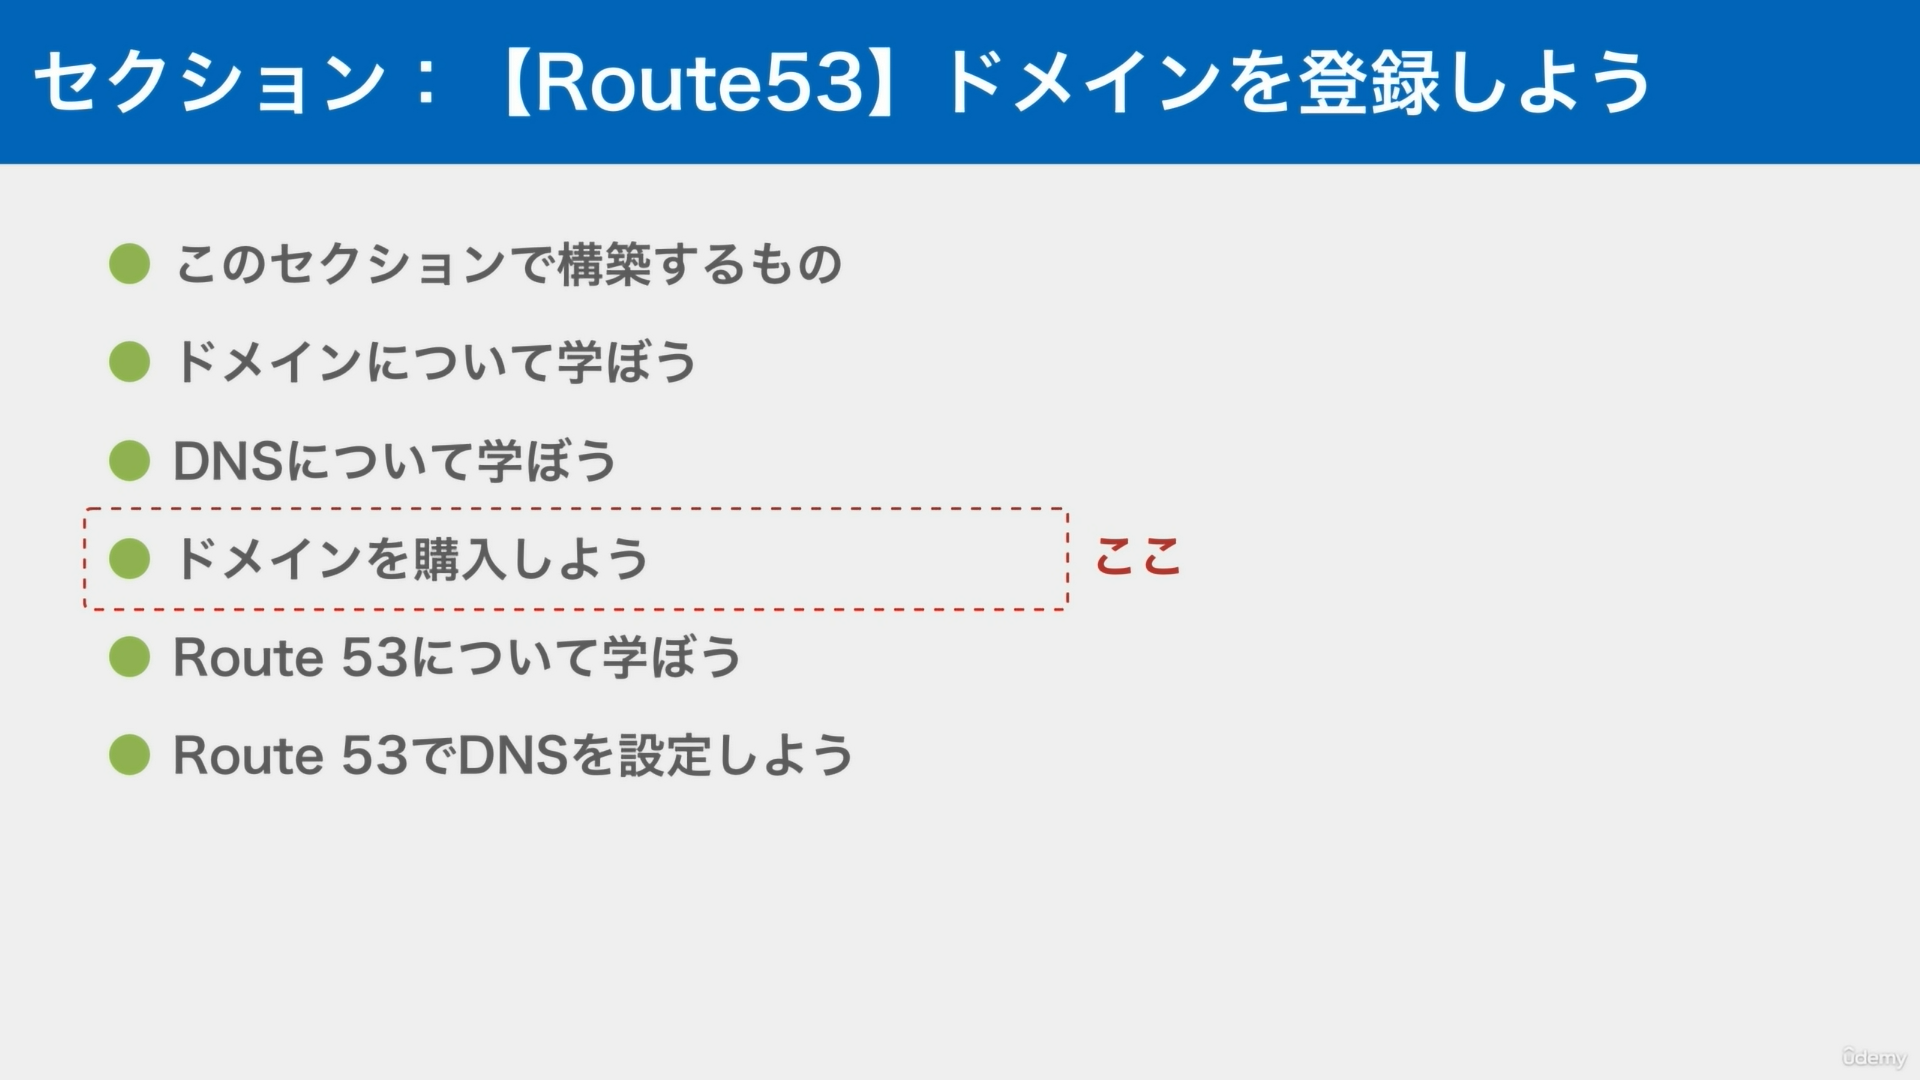 セクション：【Route53】ドメインを登録しよう
このセクションで構築するもの
ドメインについて学ぼう
DNSについて学ぼう
ドメインを購入しよう
ここ
Route 53について学ぼう
Route 53でDNSを設定しよう
ûdemy